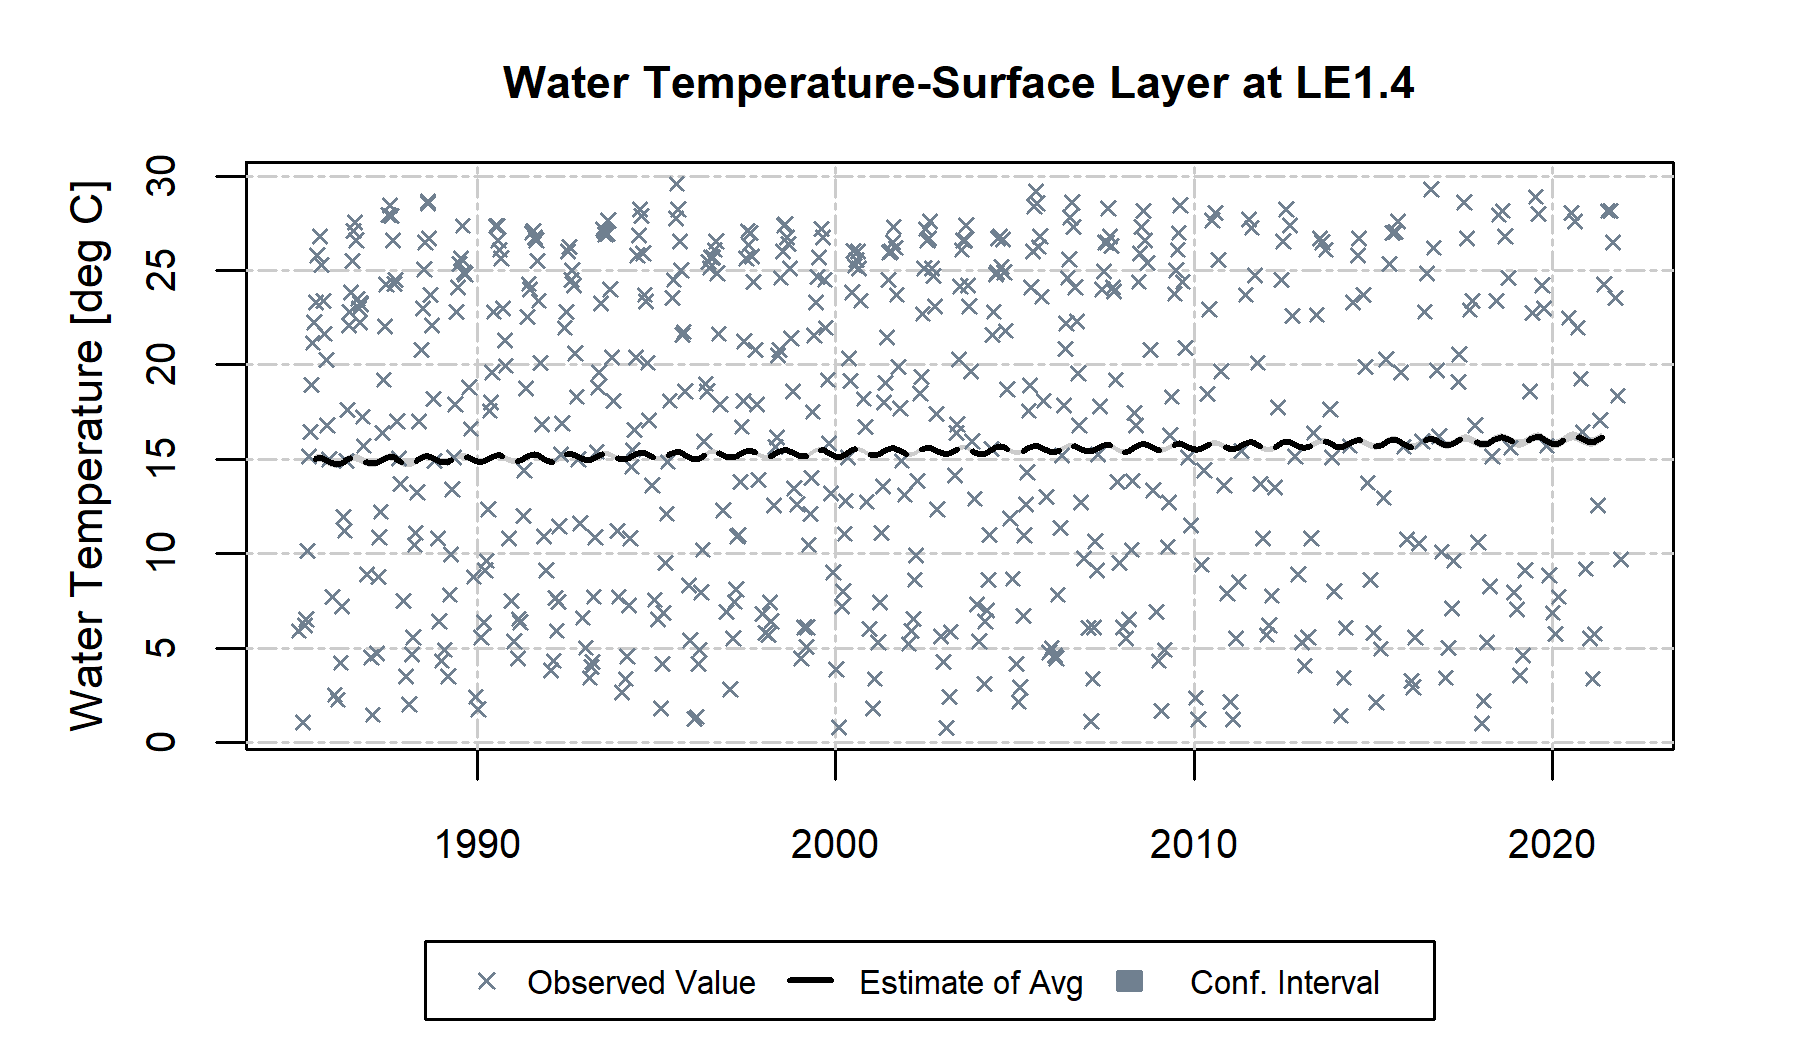 Water Temperature-Surface Layer at LE1.4
Water Temperature [deg C]
30
25
20
15
10
5
0
1990 2000 2010 2020
Observed Value Estimate of Avg Conf. Interval